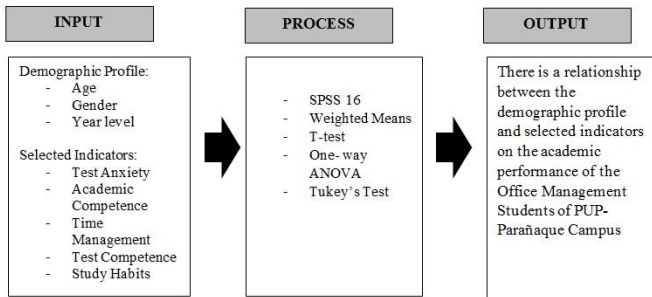 INPUT
PROCESS
OUTPUT
Demographic Profile:
- Age
- Gender
- Year level
Selected Indicators:
- Test Anxiety
- Academic
Competence
- Time
Management
- Test Competence
- Study Habits
- SPSS 16
- Weighted Means
- T-test
- One- way
ANOVA
- Tukey's Test
There is a relationship
between the
demographic profile
and selected indicators
on the academic
performance of the
Office Management
Students of PUP-
Parañaque Campus